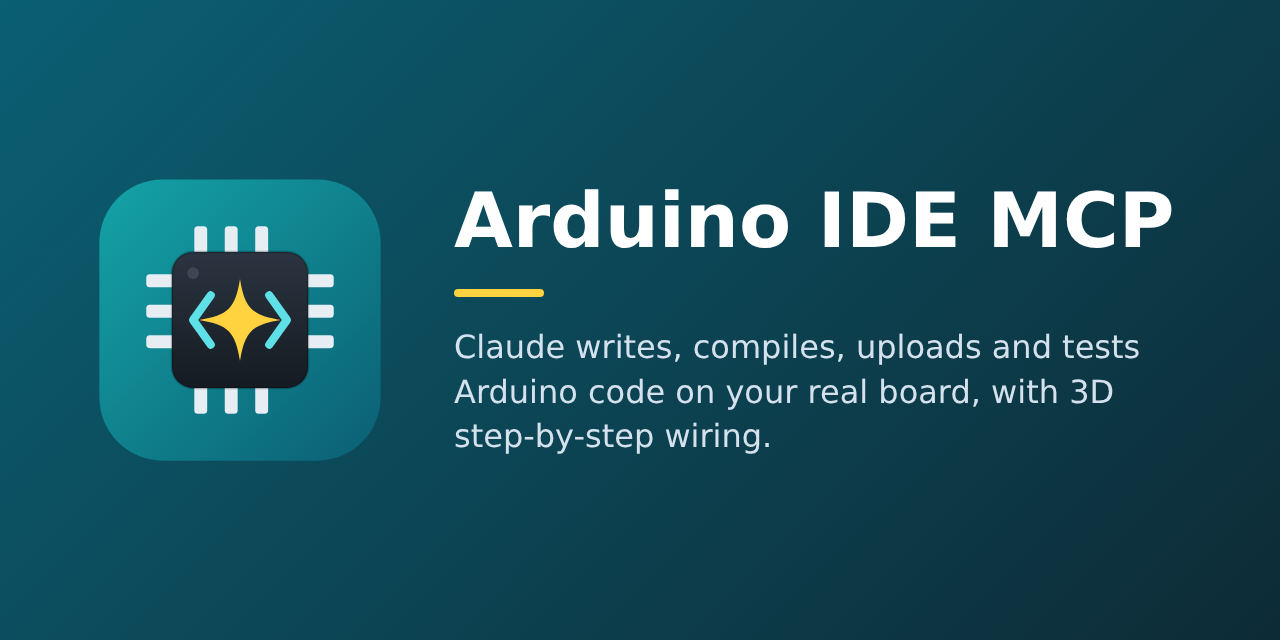 Arduino IDE MCP
Claude writes, compiles, uploads and tests
Arduino code on your real board, with 3D
step-by-step wiring.